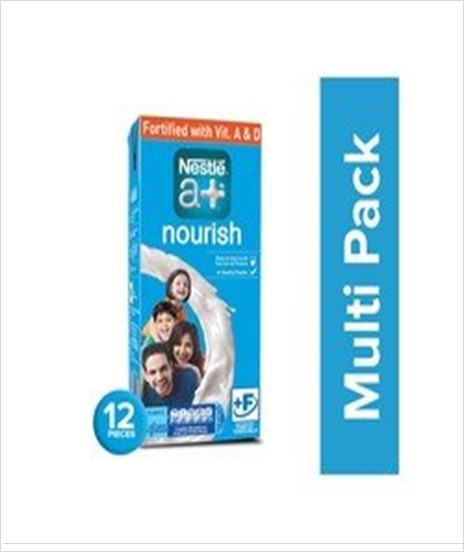 Fortified with Vit. A & D
Nestlé
a+
nourish
12
PIECES
+F
Multi Pack